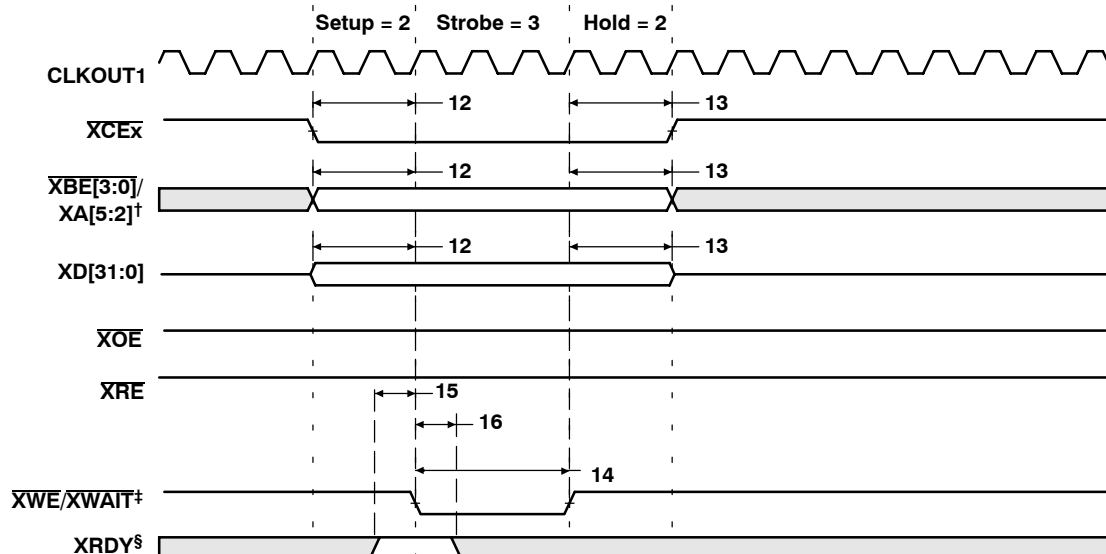 Setup = 2 Strobe = 3 Hold = 2
CLKOUT1
12 13
XCEx
12 13
XBE[3:0]/
XA[5:2]†
12 13
XD[31:0]
XOE
XRE
15
16
14
XWE/XWAIT‡
XRDY§